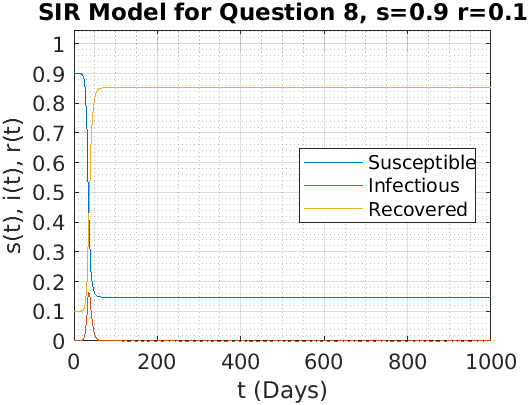 SIR Model for Question 8, s=0.9 r=0.1
s(t), i(t), r(t)
1
0.9
0.8
0.7
0.6
0.5
0.4
0.3
0.2
0.1
0
Susceptible
Infectious
Recovered
0 200 400 600 800 1000
t (Days)